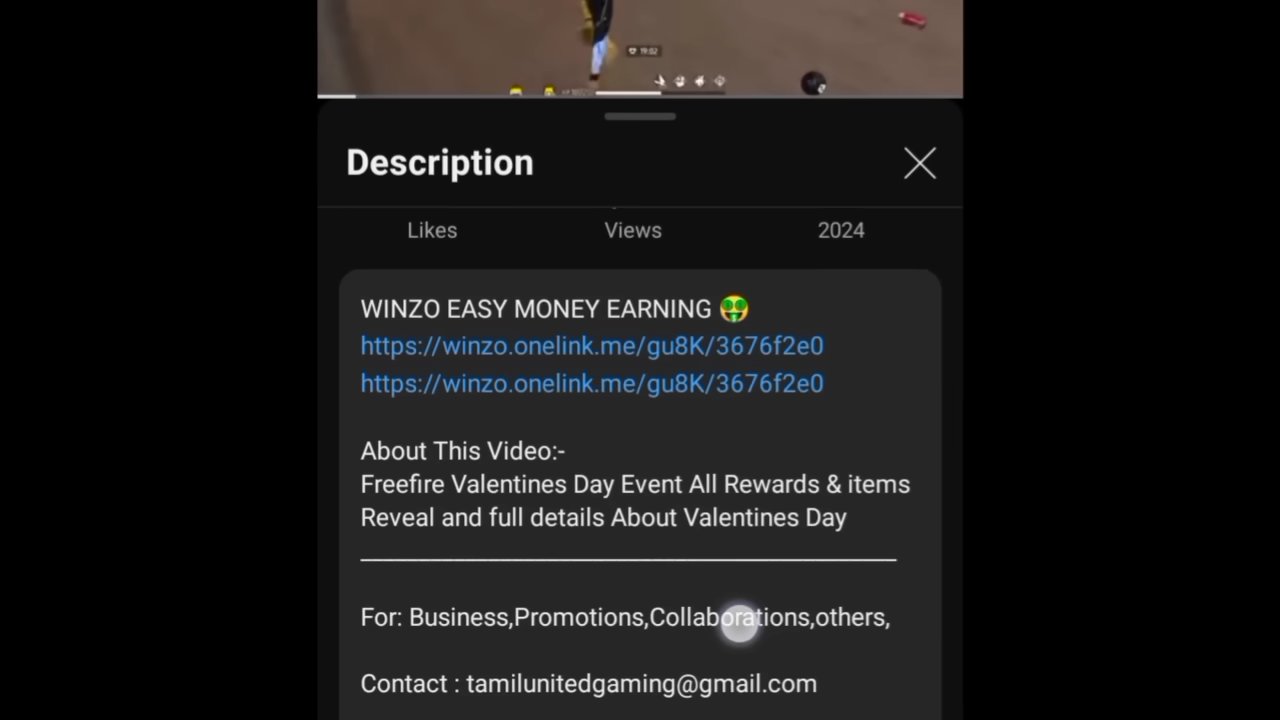 19:02
Description
Likes Views 2024
WINZO EASY MONEY EARNING 🤑
https://winzo.onelink.me/gu8K/3676f2e0
https://winzo.onelink.me/gu8K/3676f2e0
About This Video:-
Freefire Valentines Day Event All Rewards & items
Reveal and full details About Valentines Day
For: Business,Promotions,Collaborations,others,
Contact : tamilunitedgaming@gmail.com